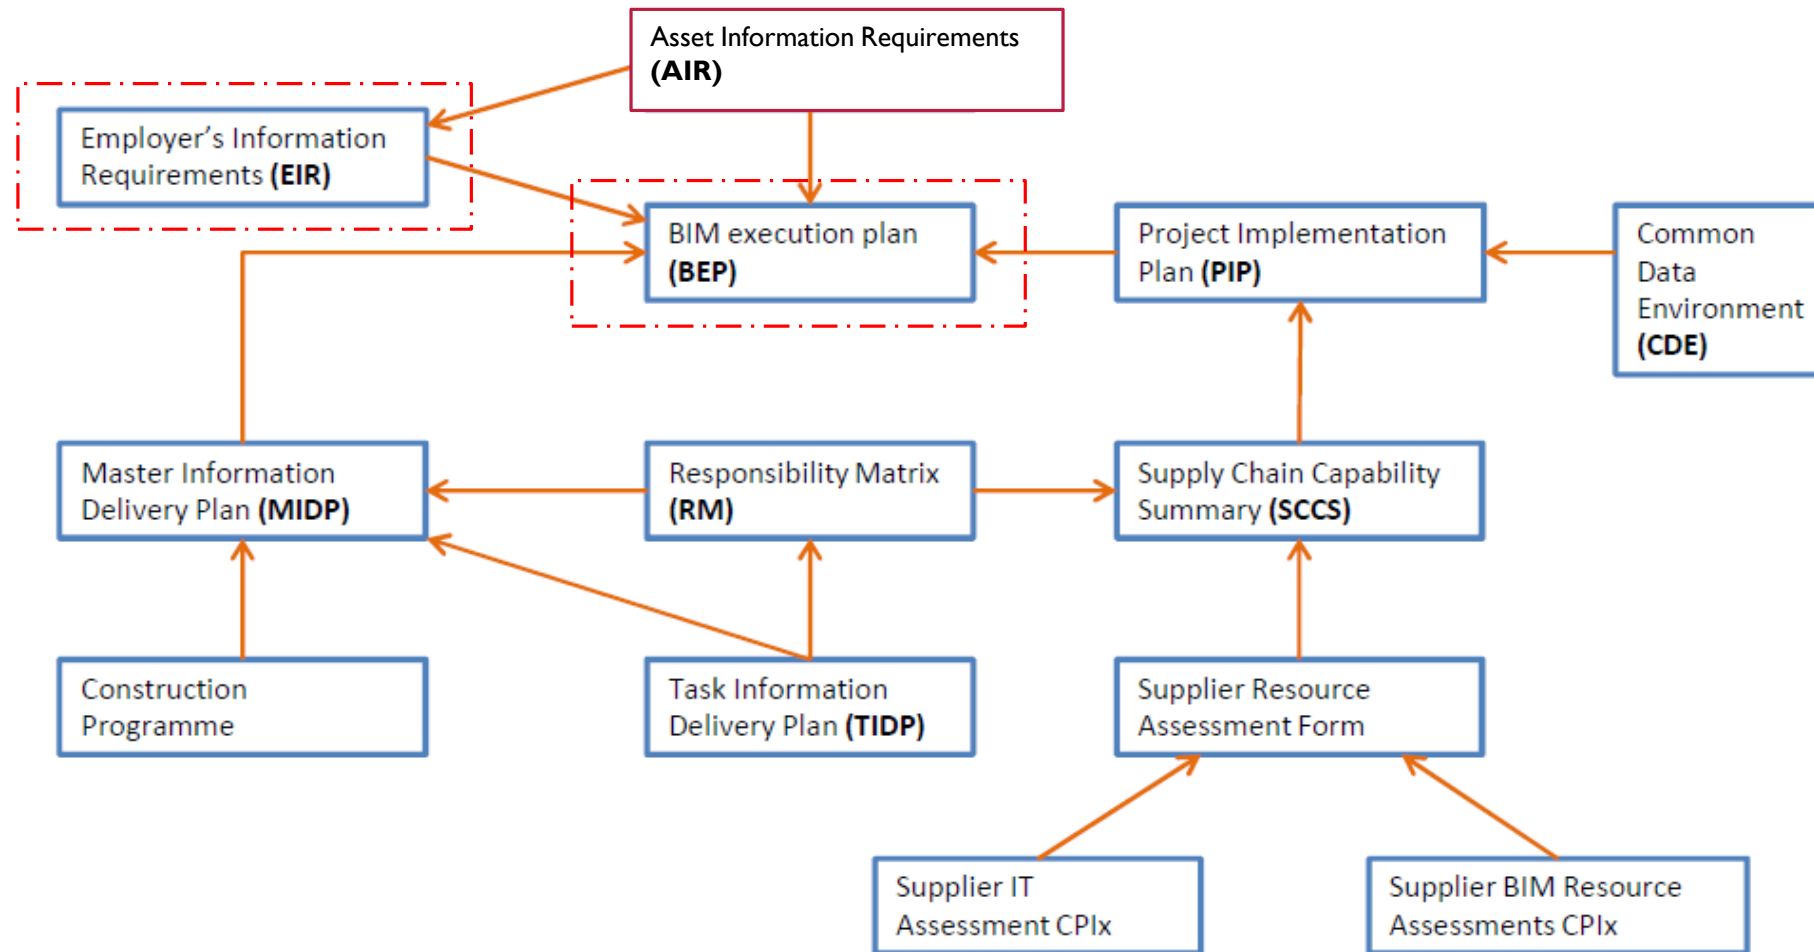 Asset Information Requirements
(AIR)
Employer’s Information
Requirements (EIR)
BIM execution plan
(BEP)
Project Implementation
Plan (PIP)
Common
Data
Environment
(CDE)
Master Information
Delivery Plan (MIDP)
Responsibility Matrix
(RM)
Supply Chain Capability
Summary (SCCS)
Construction
Programme
Task Information
Delivery Plan (TIDP)
Supplier Resource
Assessment Form
Supplier IT
Assessment CPIx
Supplier BIM Resource
Assessments CPIx